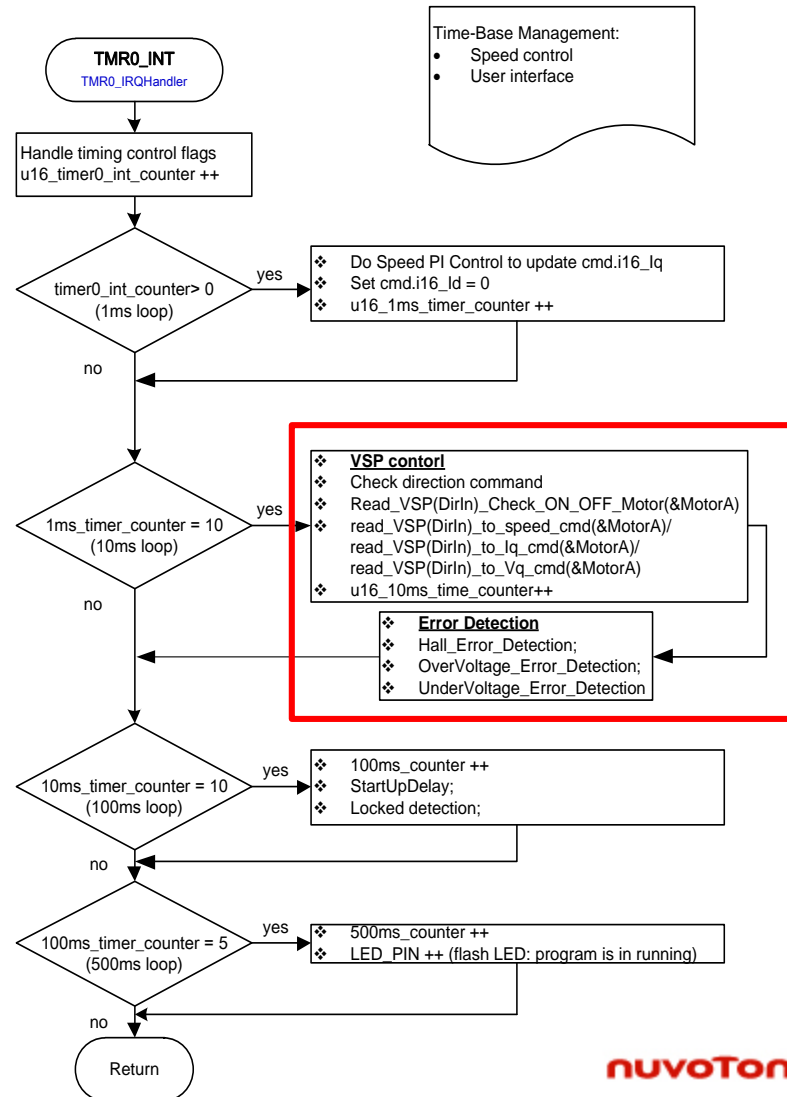 TMR0_INT
TMR0_IRQHandler
Time-Base Management:
• Speed control
• User interface
Handle timing control flags
u16_timer0_int_counter ++
timer0_int_counter> 0
(1ms loop)
yes
❖ Do Speed PI Control to update cmd.i16_Iq
❖ Set cmd.i16_Id = 0
❖ u16_1ms_timer_counter ++
no
1ms_timer_counter = 10
(10ms loop)
yes
❖ VSP contorl
❖ Check direction command
❖ Read_VSP(DirIn)_Check_ON_OFF_Motor(&MotorA)
❖ read_VSP(DirIn)_to_speed_cmd(&MotorA)/
read_VSP(DirIn)_to_Iq_cmd(&MotorA)/
read_VSP(DirIn)_to_Vq_cmd(&MotorA)
❖ u16_10ms_time_counter++
no
❖ Error Detection
❖ Hall_Error_Detection;
❖ OverVoltage_Error_Detection;
❖ UnderVoltage_Error_Detection
10ms_timer_counter = 10
(100ms loop)
yes
❖ 100ms_counter ++
❖ StartUpDelay;
❖ Locked detection;
no
100ms_timer_counter = 5
(500ms loop)
yes
❖ 500ms_counter ++
❖ LED_PIN ++ (flash LED: program is in running)
no
Return
nuvoTon